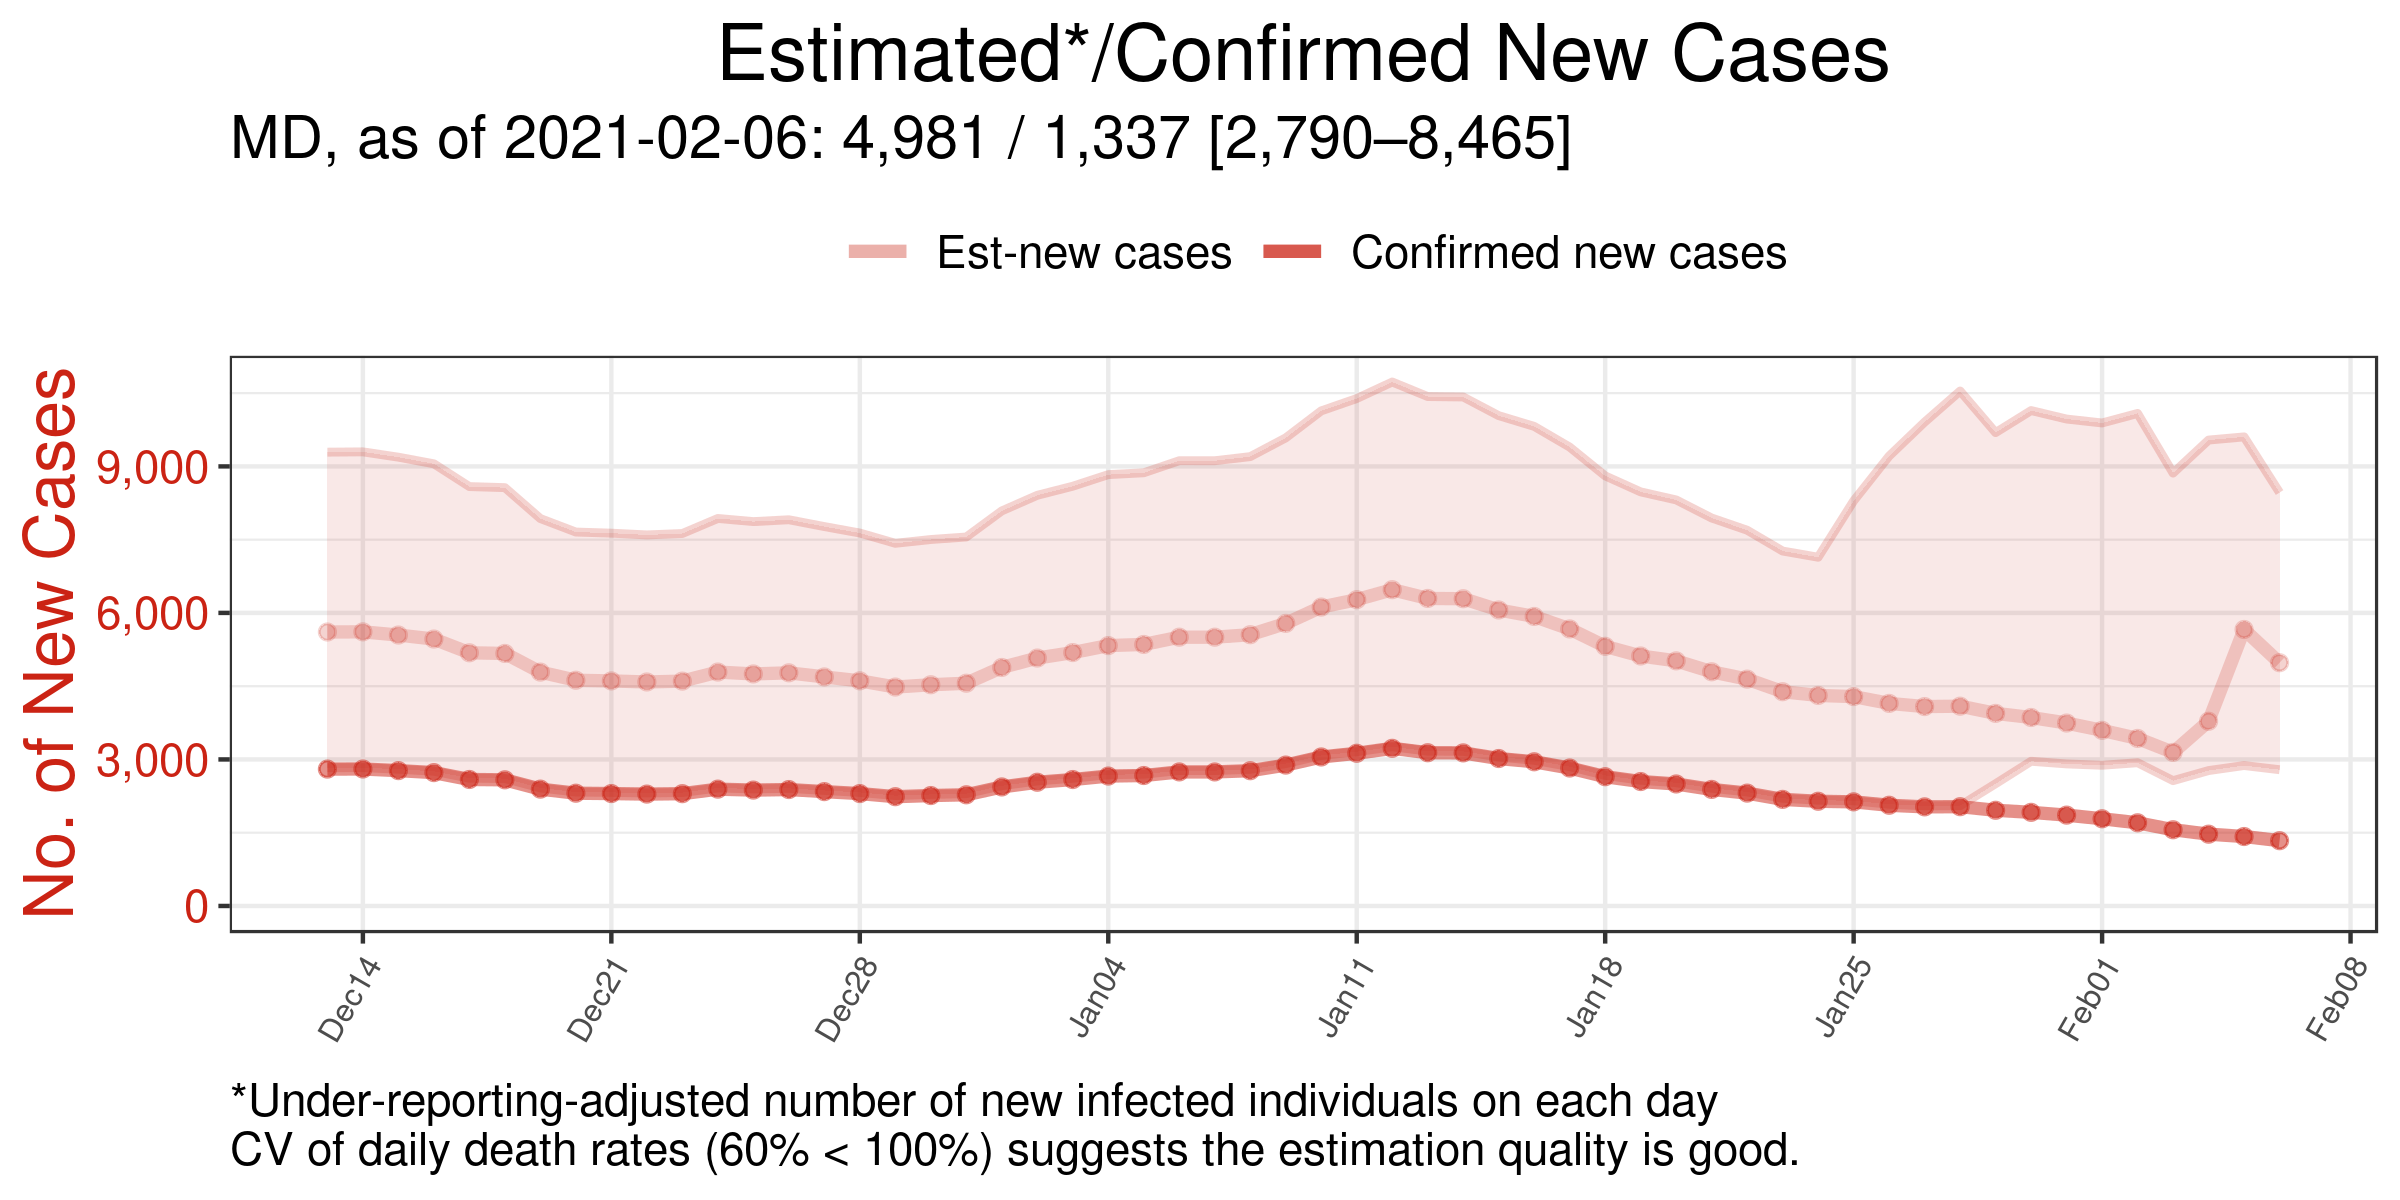 Estimated*/Confirmed New Cases
MD, as of 2021-02-06: 4,981 / 1,337 [2,790–8,465]
Est-new cases
Confirmed new cases
No. of New Cases
9,000
6,000
3,000
0
Dec14
Dec21
Dec28
Jan04
Jan11
Jan18
Jan25
Feb01
Feb08
*Under-reporting-adjusted number of new infected individuals on each day
CV of daily death rates (60% < 100%) suggests the estimation quality is good.